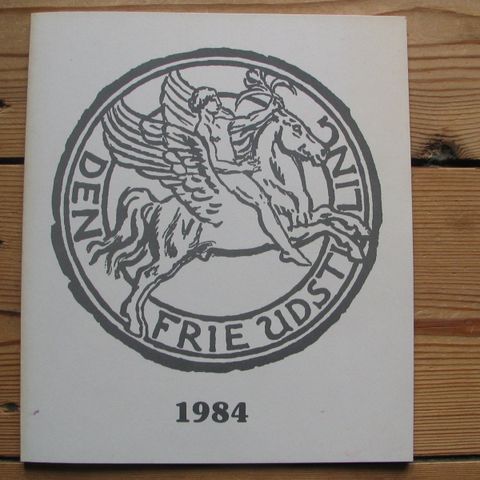 DEN FRIE UDSTILLING
1984